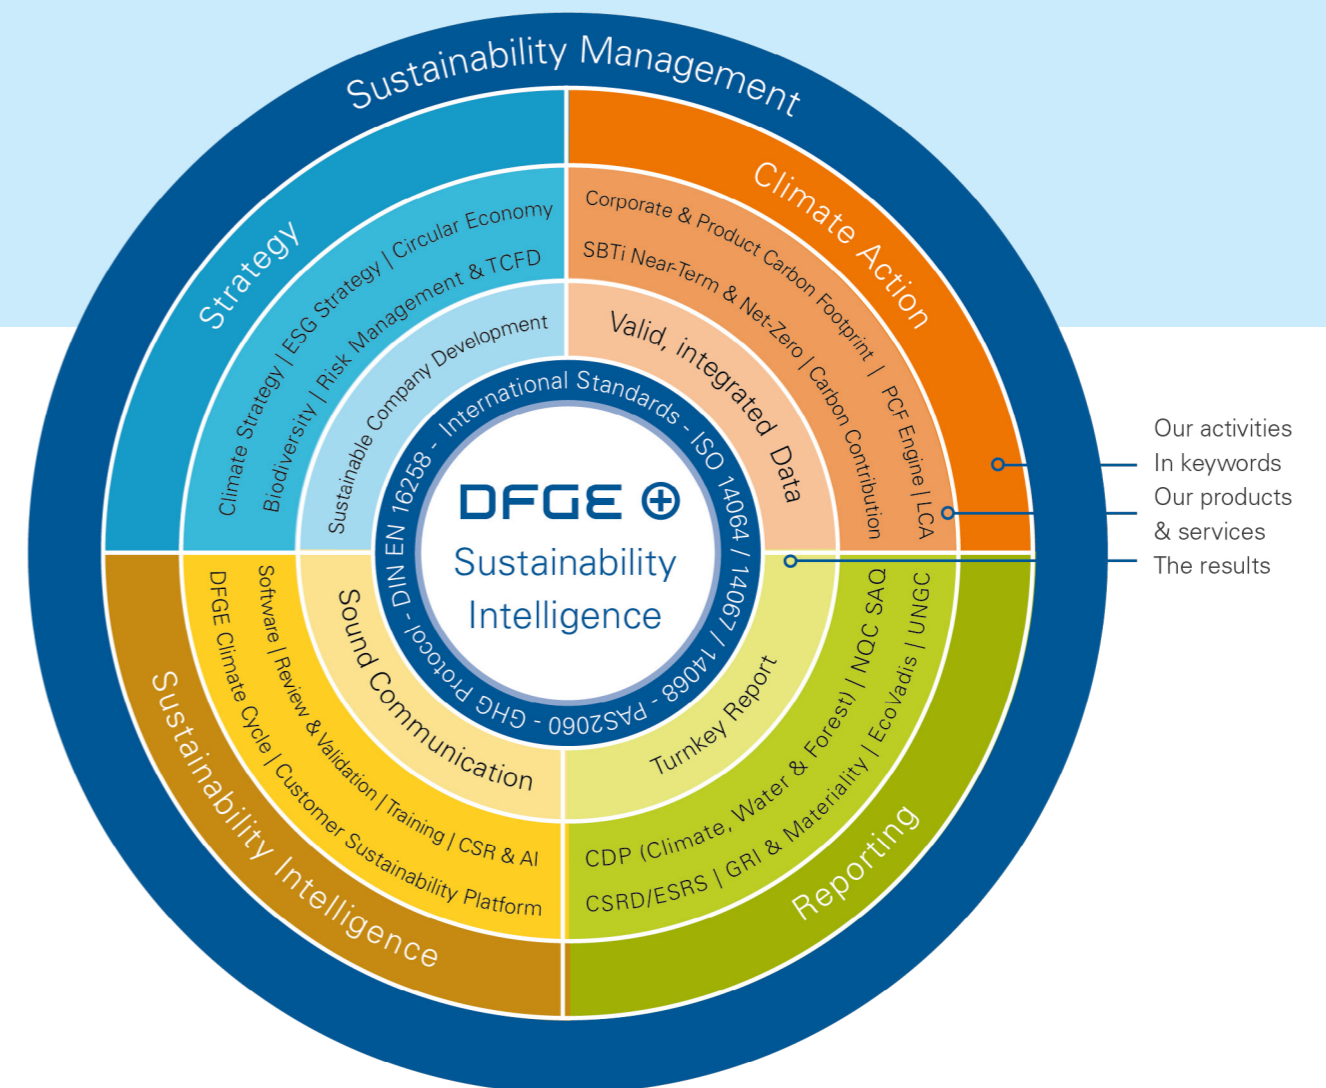 Sustainability Management
Strategy
Climate Strategy | ESG Strategy | Circular Economy
Biodiversity | Risk Management & TCFD
Sustainable Company Development
Climate Action
Corporate & Product Carbon Footprint | PCF Engine | LCA
SBTi Near-Term & Net-Zero | Carbon Contribution
Valid, integrated Data
International Standards - ISO 14064 / 14067 / 14068 - PAS2060 - GHG Protocol - DIN EN 16258 -
DFGE
Sustainability
Intelligence
Our activities
In keywords
Our products
& services
The results
Sound Communication
Software | Review & Validation | Training | CSR & AI
DFGE Climate Cycle | Customer Sustainability Platform
Sustainability Intelligence
Turnkey Report
CDP (Climate, Water & Forest) | NQC SAQ
CSRD/ESRS | GRI & Materiality | EcoVadis | UNGC
Reporting